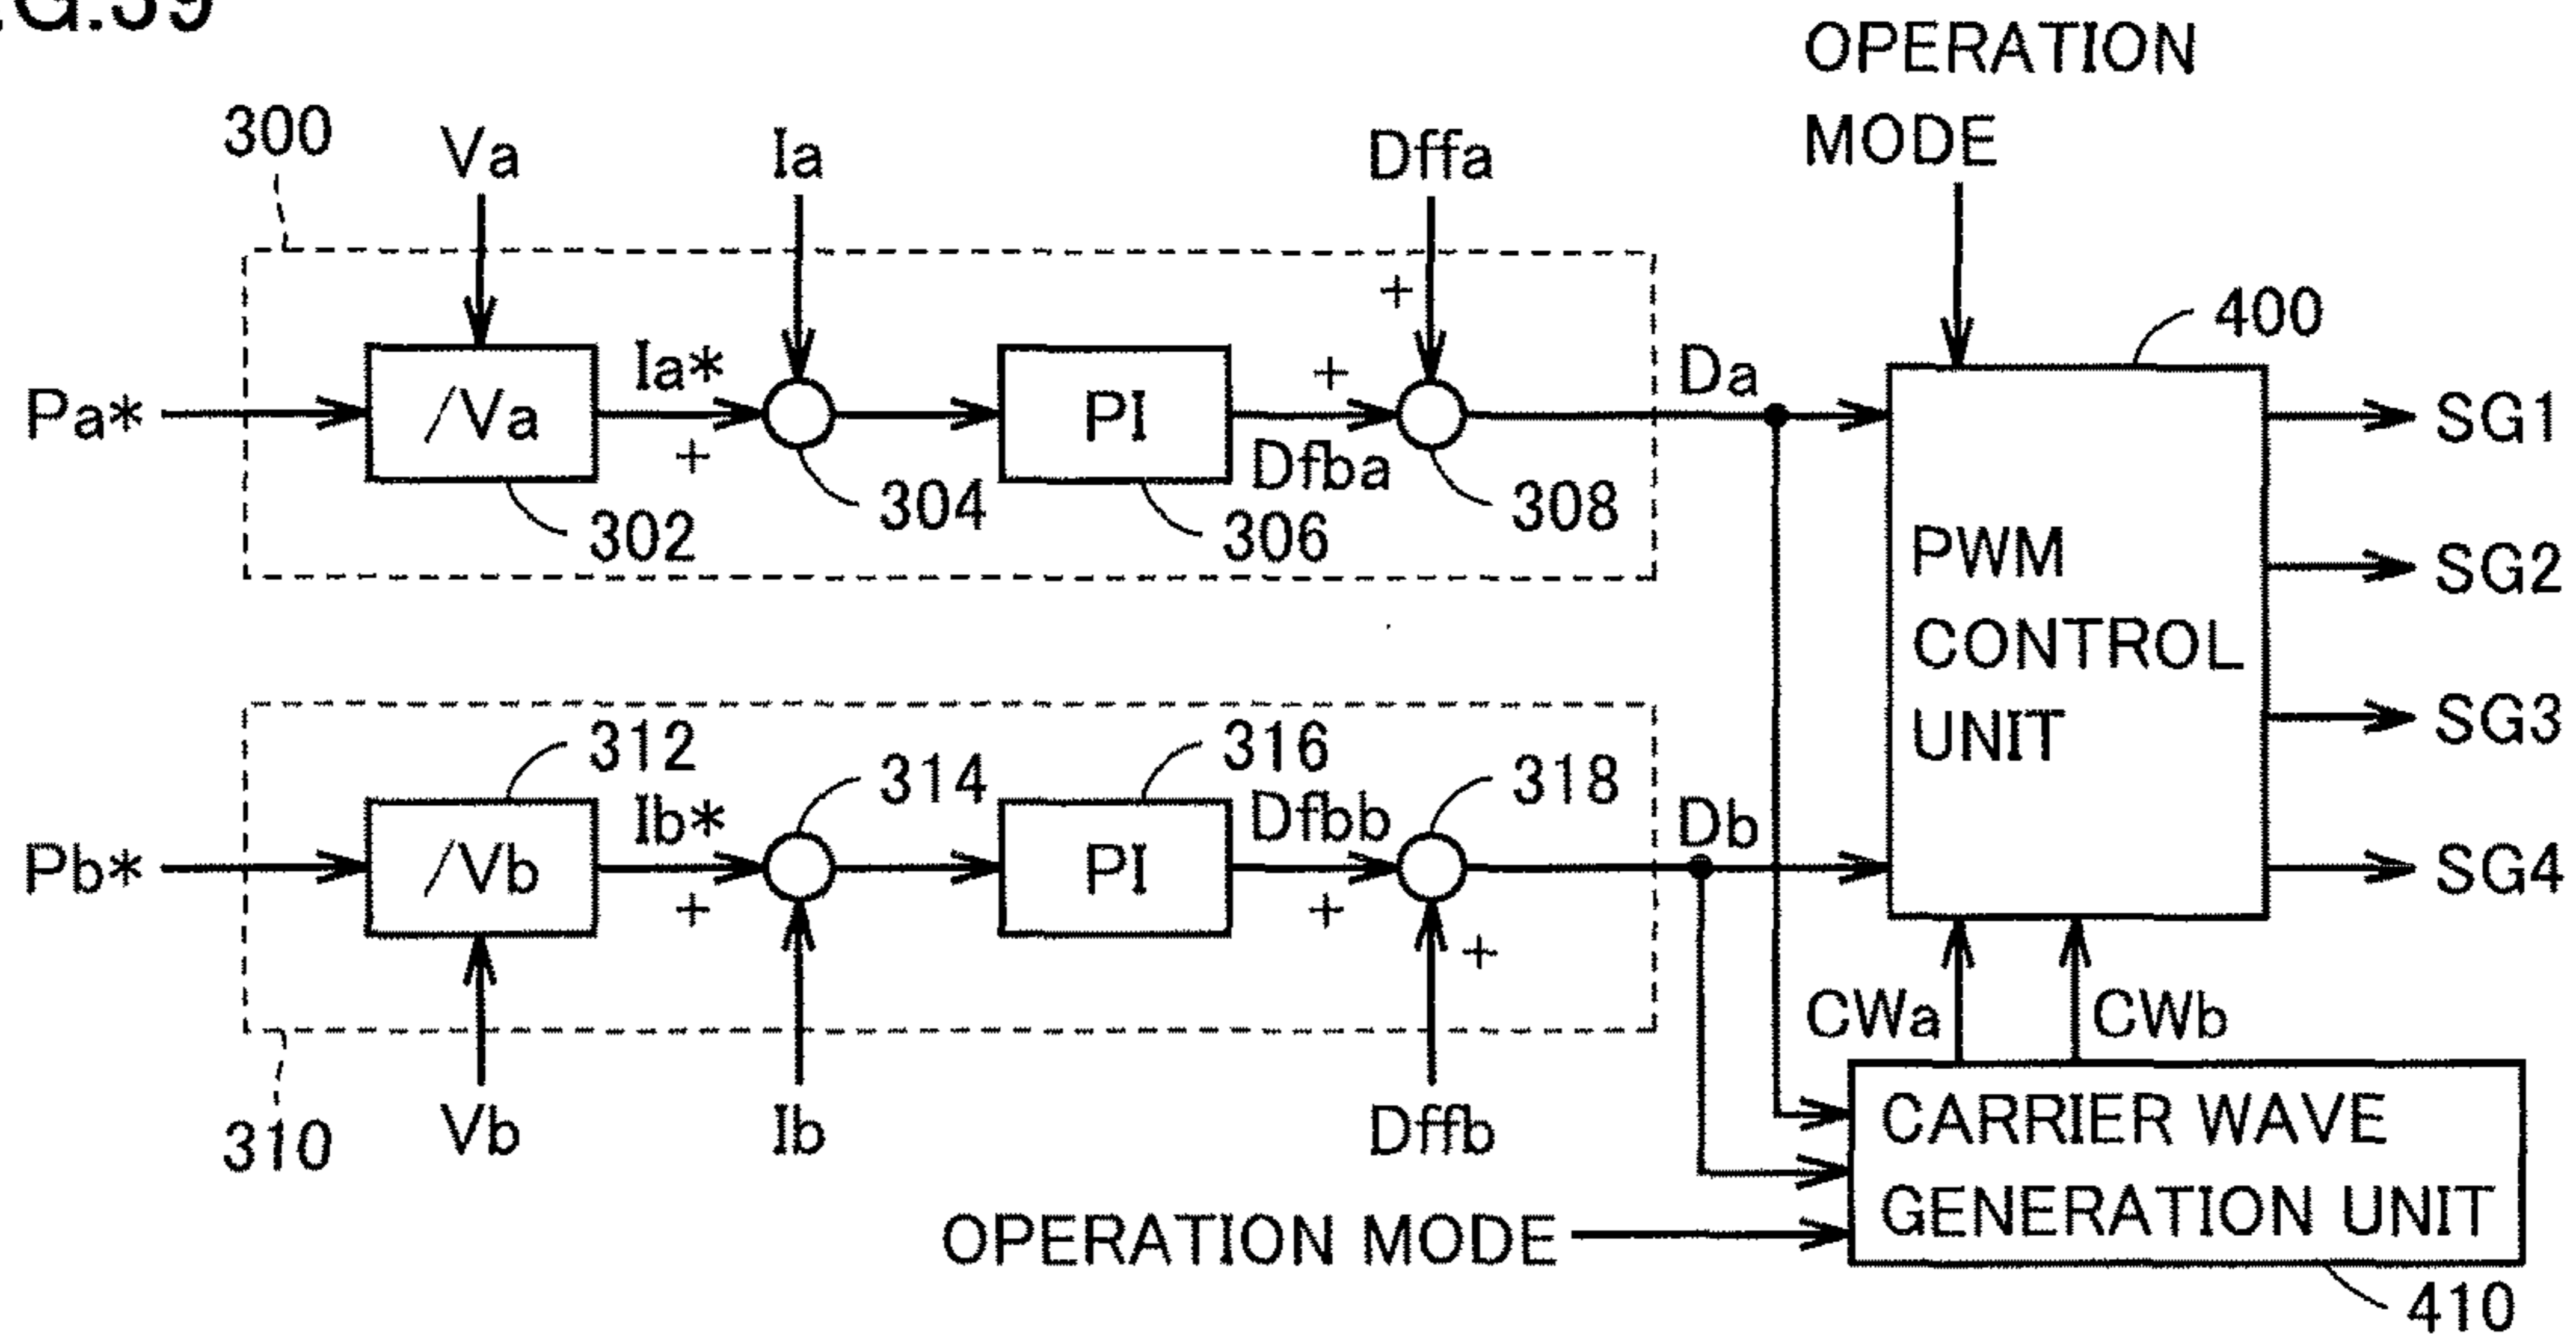 G.39
OPERATION
MODE
300
Va
Ia
Dffa
400
Pa*
/Va
Ia*
+
302
304
PI
306
+
Dfba
+
308
Da
PWM
CONTROL
UNIT
SG1
SG2
SG3
SG4
312
314
316
318
Pb*
/Vb
Ib*
+
PI
Dfbb
+
+
Db
310
Vb
Ib
Dffb
CWa
CWb
CARRIER WAVE
GENERATION UNIT
OPERATION MODE
410